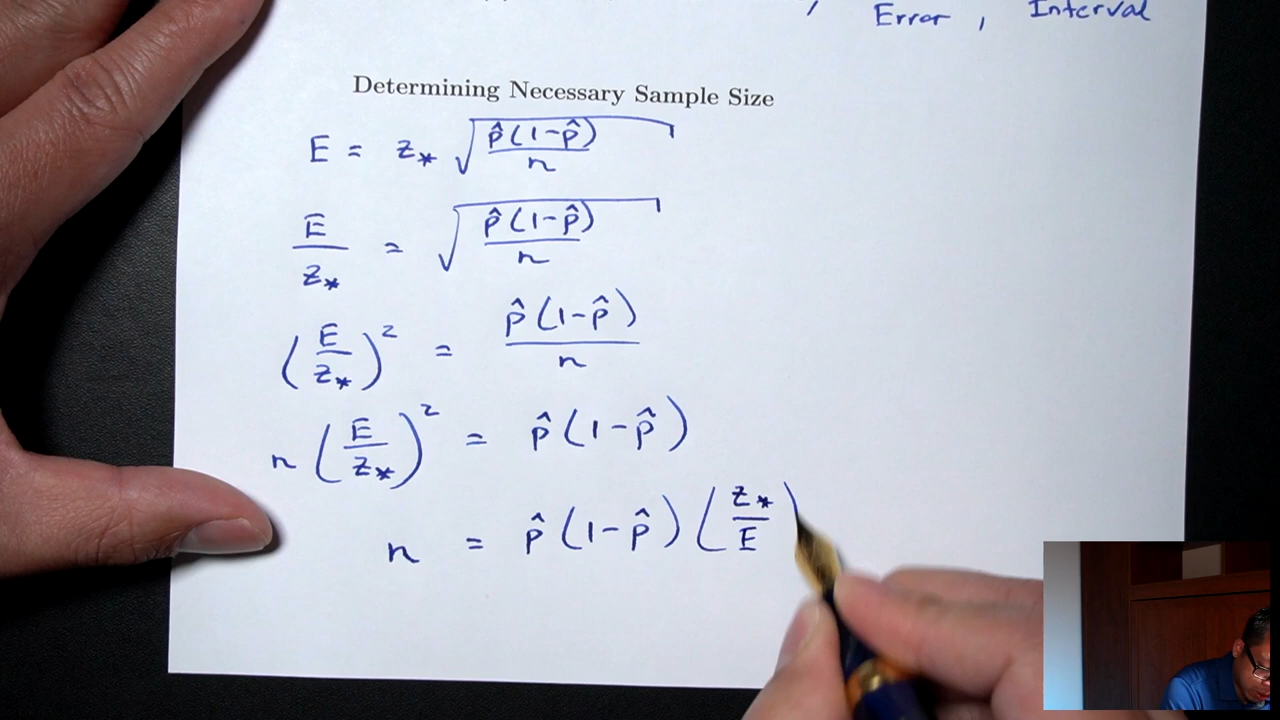 Error , Interval
Determining Necessary Sample Size
E = z* √(p̂(1-p̂)/n)
E/z* = √(p̂(1-p̂)/n)
(E/z*)² = p̂(1-p̂)/n
n (E/z*)² = p̂(1-p̂)
n = p̂(1-p̂)(z*/E)